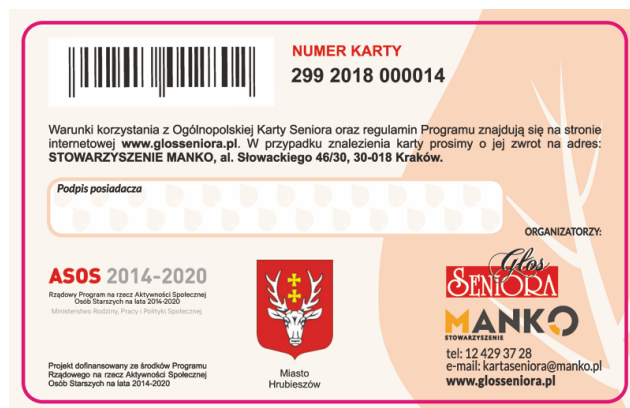 NUMER KARTY
299 2018 000014
Warunki korzystania z Ogólnopolskiej Karty Seniora oraz regulamin Programu znajdują się na stronie
internetowej www.glosseniora.pl. W przypadku znalezienia karty prosimy o jej zwrot na adres:
STOWARZYSZENIE MANKO, al. Słowackiego 46/30, 30-018 Kraków.
Podpis posiadacza
ORGANIZATORZY:
ASOS 2014-2020
Rządowy Program na rzecz Aktywności Społecznej
Osób Starszych na lata 2014-2020
Ministerstwo Rodziny, Pracy i Polityki Społecznej
Projekt dofinansowany ze środków Programu
Rządowego na rzecz Aktywności Społecznej
Osób Starszych na lata 2014-2020
Miasto
Hrubieszów
Głos
SENIORA
MANKO
STOWARZYSZENIE
tel: 12 429 37 28
e-mail: kartaseniora@manko.pl
www.glosseniora.pl